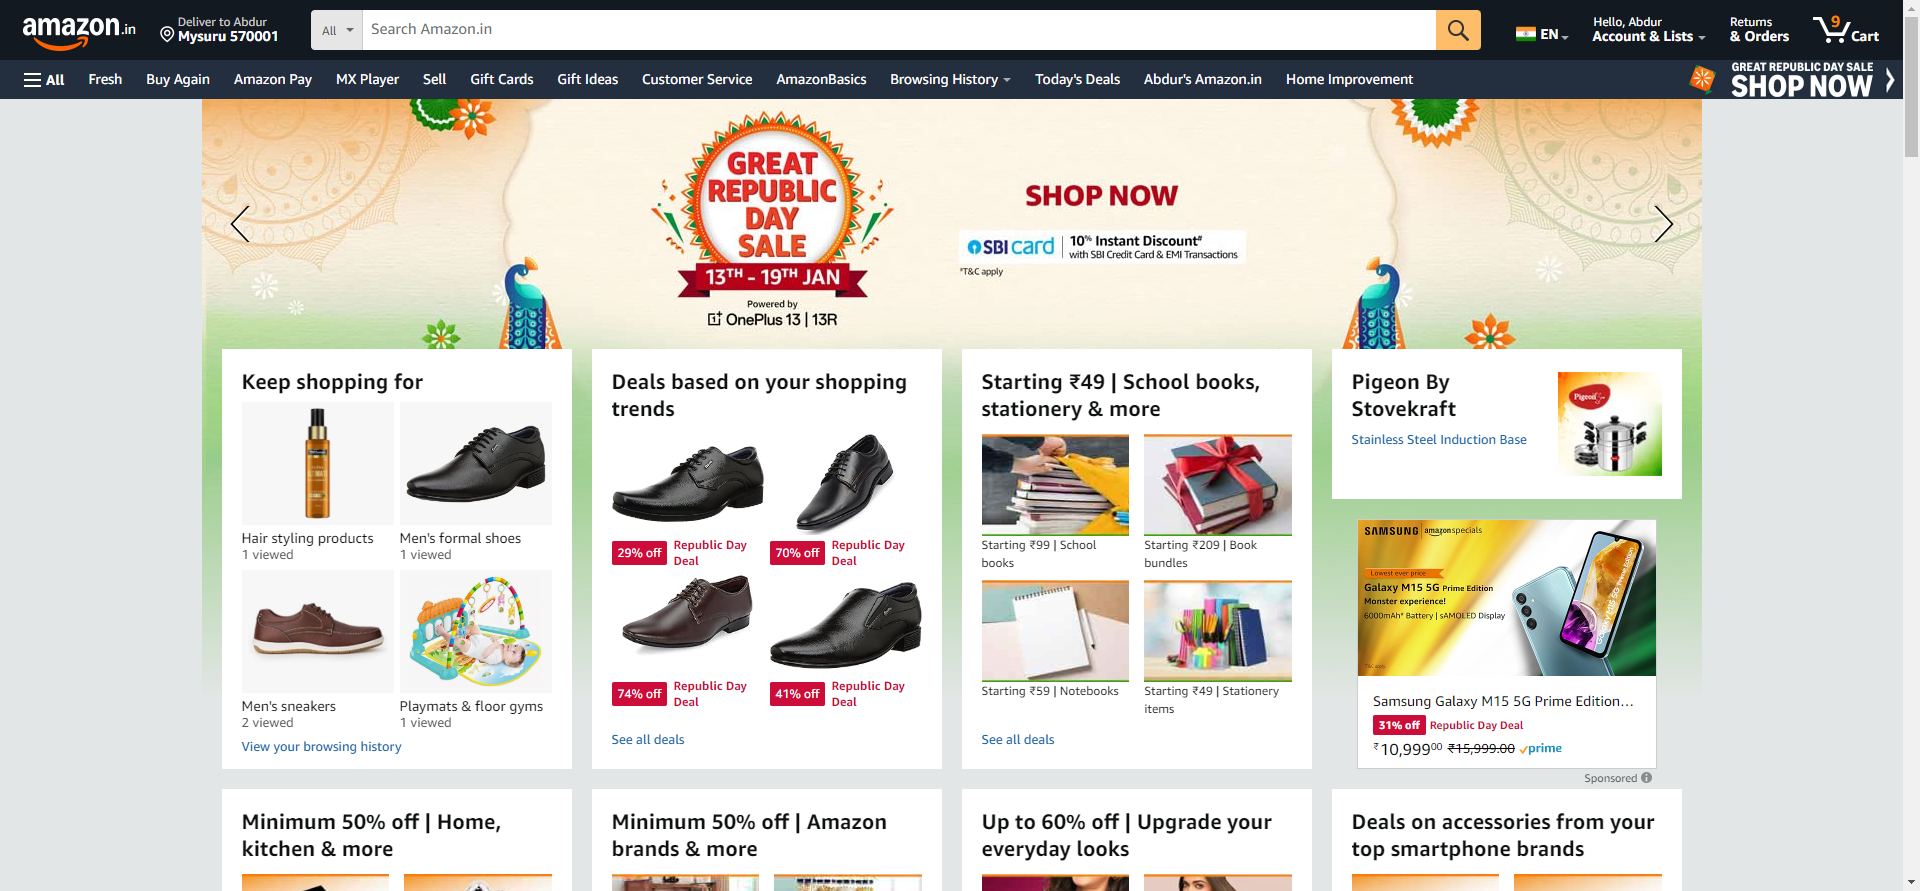 amazon.in
Deliver to Abdur
Mysuru 570001
All
Search Amazon.in
EN
Hello, Abdur
Account & Lists
Returns
& Orders
9
Cart
All
Fresh
Buy Again
Amazon Pay
MX Player
Sell
Gift Cards
Gift Ideas
Customer Service
AmazonBasics
Browsing History
Today's Deals
Abdur's Amazon.in
Home Improvement
GREAT REPUBLIC DAY SALE
SHOP NOW
GREAT
REPUBLIC
DAY
SALE
13TH - 19TH JAN
Powered by
OnePlus 13 | 13R
SHOP NOW
SBI card
10% Instant Discount#
with SBI Credit Card & EMI Transactions
*T&C apply
Keep shopping for
Hair styling products
1 viewed
Men's formal shoes
1 viewed
Men's sneakers
2 viewed
Playmats & floor gyms
1 viewed
View your browsing history
Deals based on your shopping
trends
29% off
Republic Day
Deal
70% off
Republic Day
Deal
74% off
Republic Day
Deal
41% off
Republic Day
Deal
See all deals
Starting ₹49 | School books,
stationery & more
Starting ₹99 | School
books
Starting ₹209 | Book
bundles
Starting ₹59 | Notebooks
Starting ₹49 | Stationery
items
See all deals
Pigeon By
Stovekraft
Stainless Steel Induction Base
Pigeon
SAMSUNG | amazonspecials
Lowest ever price
Galaxy M15 5G Prime Edition
Monster experience!
6000mAh* Battery | sAMOLED Display
*T&C apply
Galaxy M15 5G
Samsung Galaxy M15 5G Prime Edition...
31% off
Republic Day Deal
₹10,99900 ₹15,999.00 prime
Sponsored
Minimum 50% off | Home,
kitchen & more
Minimum 50% off | Amazon
brands & more
Up to 60% off | Upgrade your
everyday looks
Deals on accessories from your
top smartphone brands